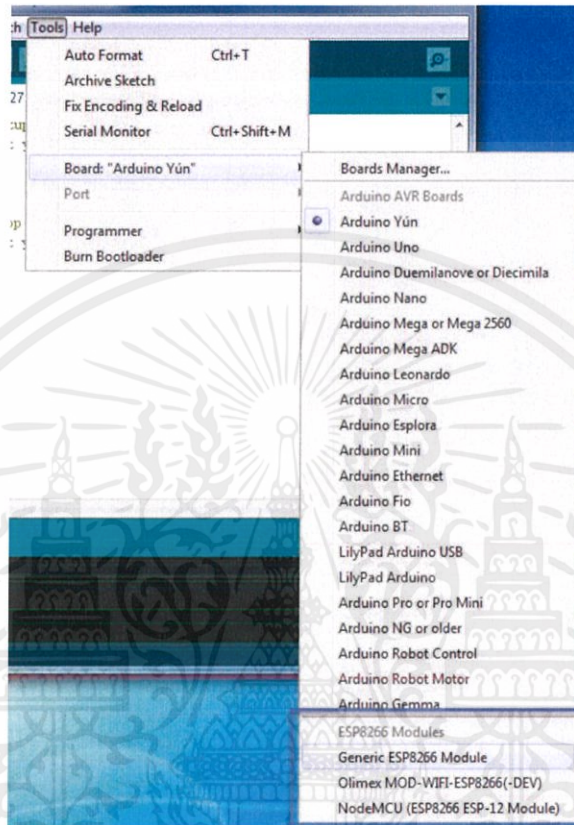 h Tools Help
Auto Format Ctrl+T
Archive Sketch
27
Fix Encoding & Reload
up
Serial Monitor Ctrl+Shift+M
Board: "Arduino Yún"
Port
op
Programmer
Burn Bootloader
Boards Manager...
Arduino AVR Boards
Arduino Yún
Arduino Uno
Arduino Duemilanove or Diecimila
Arduino Nano
Arduino Mega or Mega 2560
Arduino Mega ADK
Arduino Leonardo
Arduino Micro
Arduino Esplora
Arduino Mini
Arduino Ethernet
Arduino Fio
Arduino BT
LilyPad Arduino USB
LilyPad Arduino
Arduino Pro or Pro Mini
Arduino NG or older
Arduino Robot Control
Arduino Robot Motor
Arduino Gemma
ESP8266 Modules
Generic ESP8266 Module
Olimex MOD-WIFI-ESP8266(-DEV)
NodeMCU (ESP8266 ESP-12 Module)